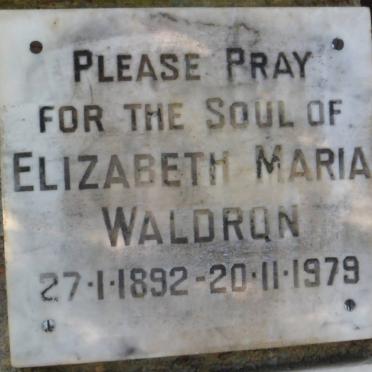 PLEASE PRAY
FOR THE SOUL OF
ELIZABETH MARIA
WALDRON
27·1·1892-20·11·1979